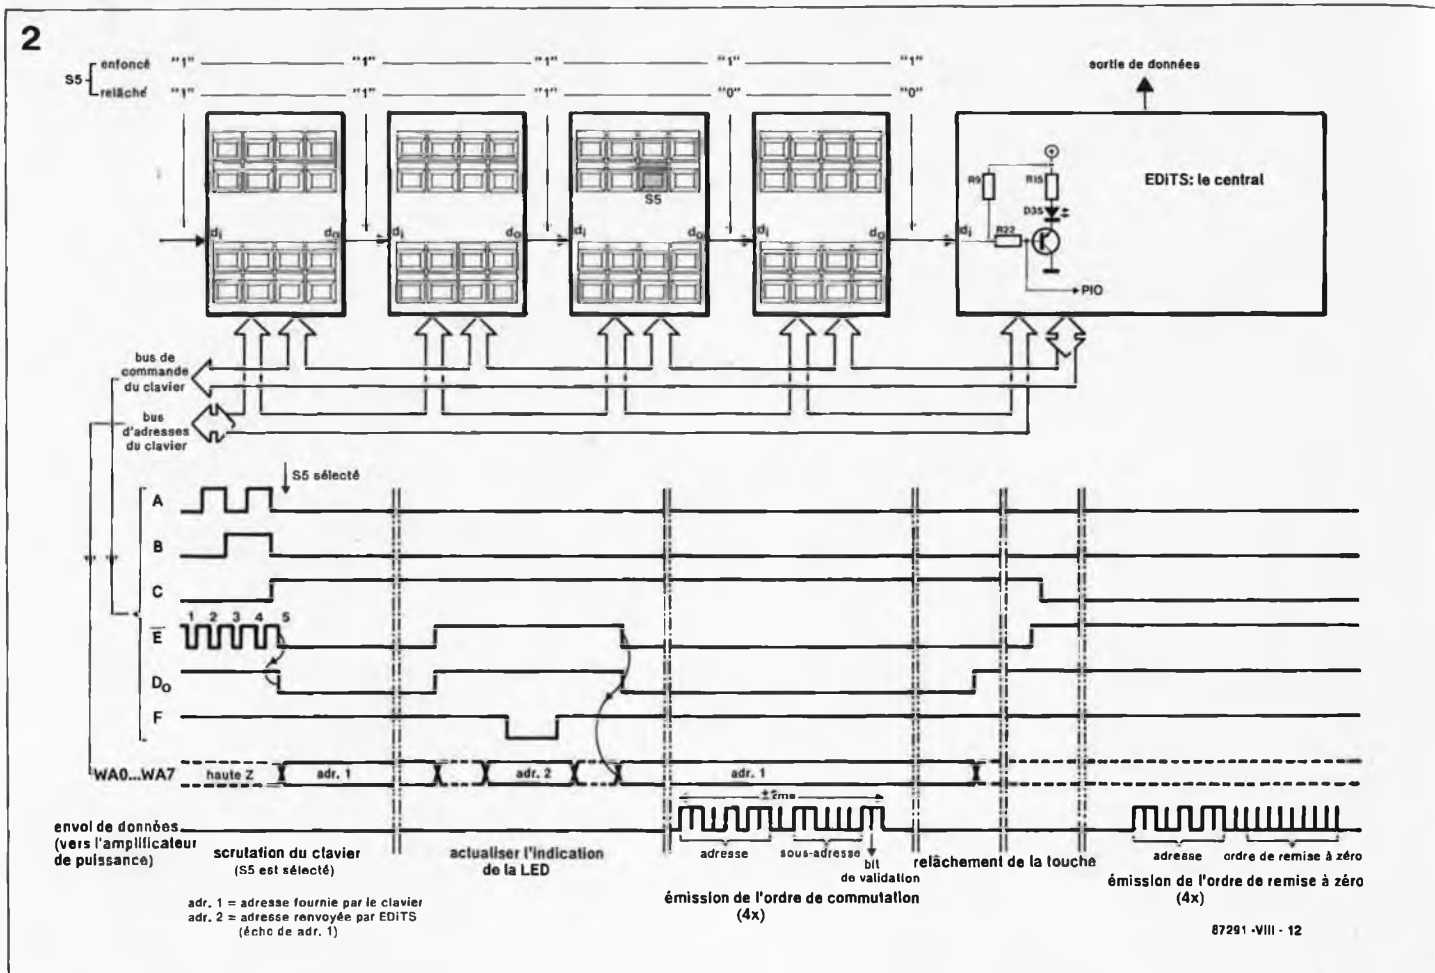 2
enfoncé "1" "1" "1" "1" "1"
S5
relâché "1" "1" "1" "0" "0"
sortie de données
S5
di do di do di do di do di
R9 R15
D35
R22
PIO
EDiTS: le central
bus de
commande
du clavier
bus
d'adresses
du clavier
S5 sélecté
A
B
C
1 2 3 4 5
E
D0
F
WA0...WA7 haute Z adr. 1 adr. 2 adr. 1
±2ms
envoi de données
(vers l'amplificateur
de puissance)
scrutation du clavier
(S5 est sélecté)
actualiser l'indication
de la LED
adresse sous-adresse
bit
de validation
émission de l'ordre de commutation
(4x)
relâchement de la touche
adresse ordre de remise à zéro
émission de l'ordre de remise à zéro
(4x)
adr. 1 = adresse fournie par le clavier
adr. 2 = adresse renvoyée par EDiTS
(écho de adr. 1)
87291 - VIII - 12